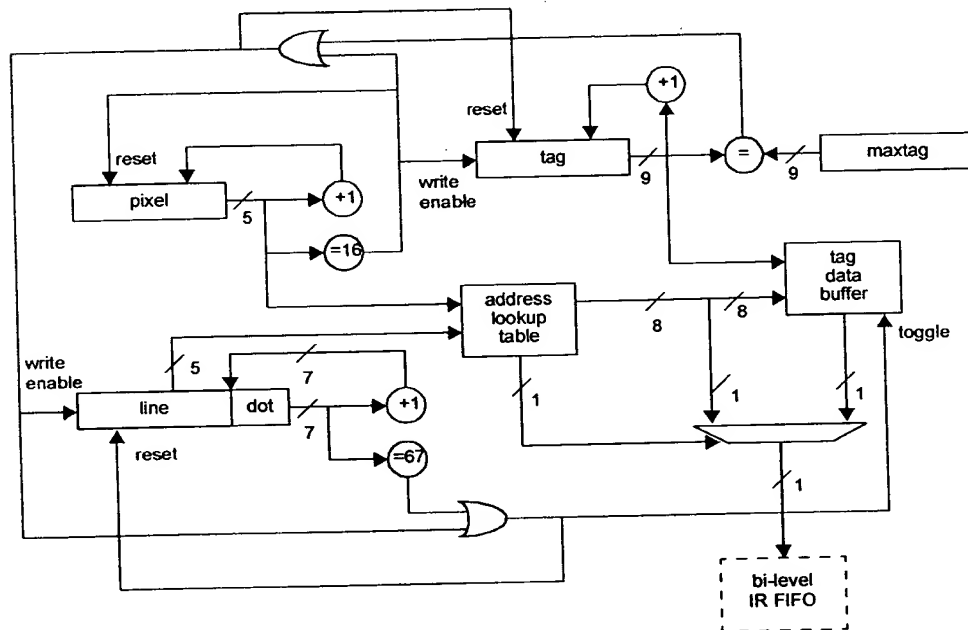 +1
reset
tag
=
maxtag
9
9
write
enable
reset
pixel
+1
5
=16
address
lookup
table
8
8
tag
data
buffer
toggle
write
enable
5
7
line
dot
+1
7
1
1
1
reset
=67
1
bi-level
IR FIFO